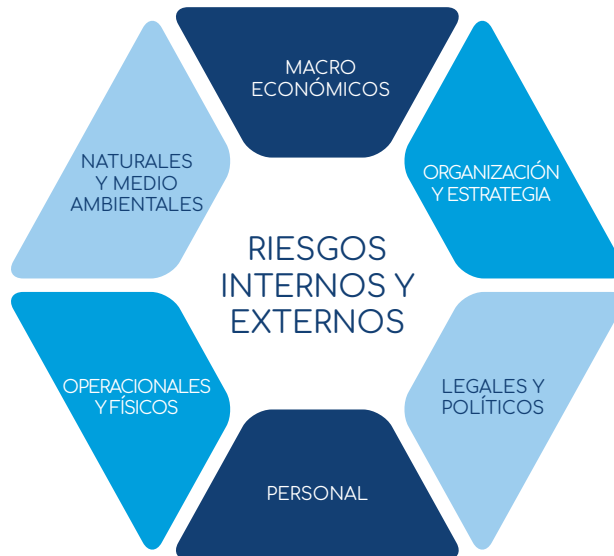 MACRO
ECONÓMICOS
NATURALES
Y MEDIO
AMBIENTALES
ORGANIZACIÓN
Y ESTRATEGIA
RIESGOS
INTERNOS Y
EXTERNOS
OPERACIONALES
Y FÍSICOS
LEGALES Y
POLÍTICOS
PERSONAL